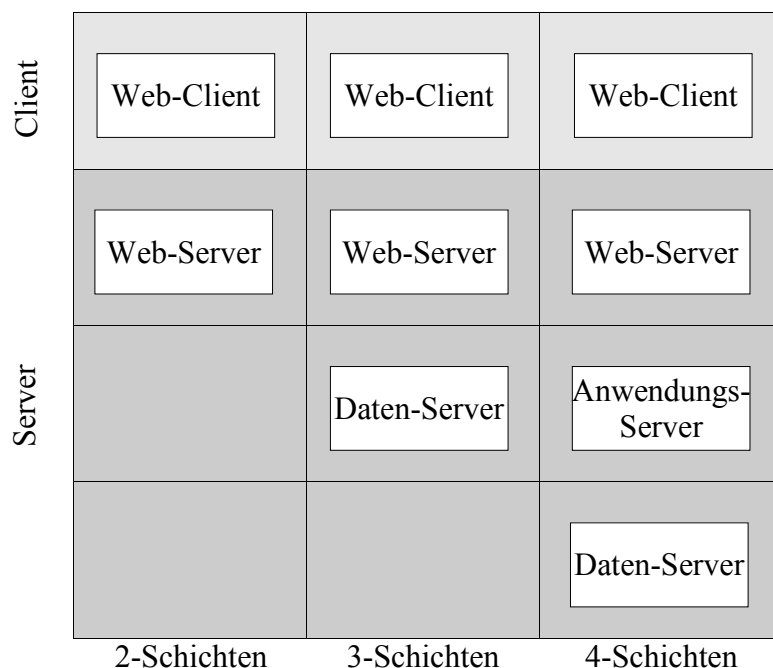 Client
Web-Client
Web-Client
Web-Client
Server
Web-Server
Web-Server
Web-Server
Daten-Server
Anwendungs-
Server
Daten-Server
2-Schichten
3-Schichten
4-Schichten